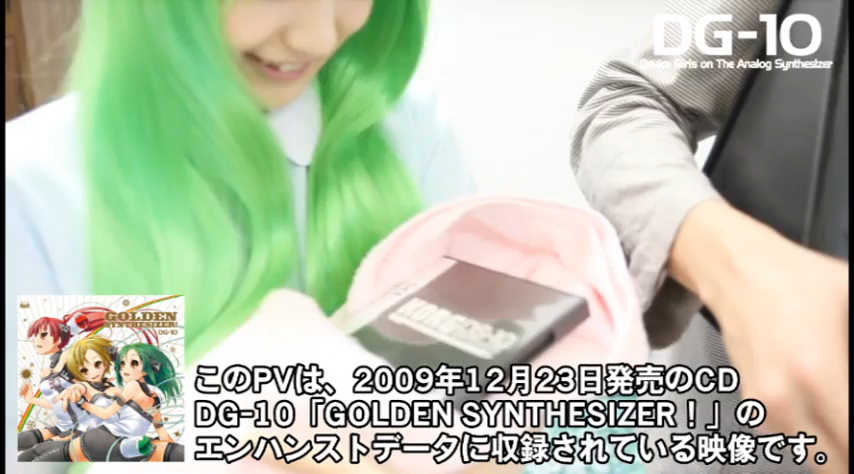 DG-10
Device Girls on The Analog Synthesizer
GOLDEN
SYNTHESIZER!
DG-10
このPVは、2009年12月23日発売のCD
DG-10「GOLDEN SYNTHESIZER！」の
エンハンストデータに収録されている映像です。